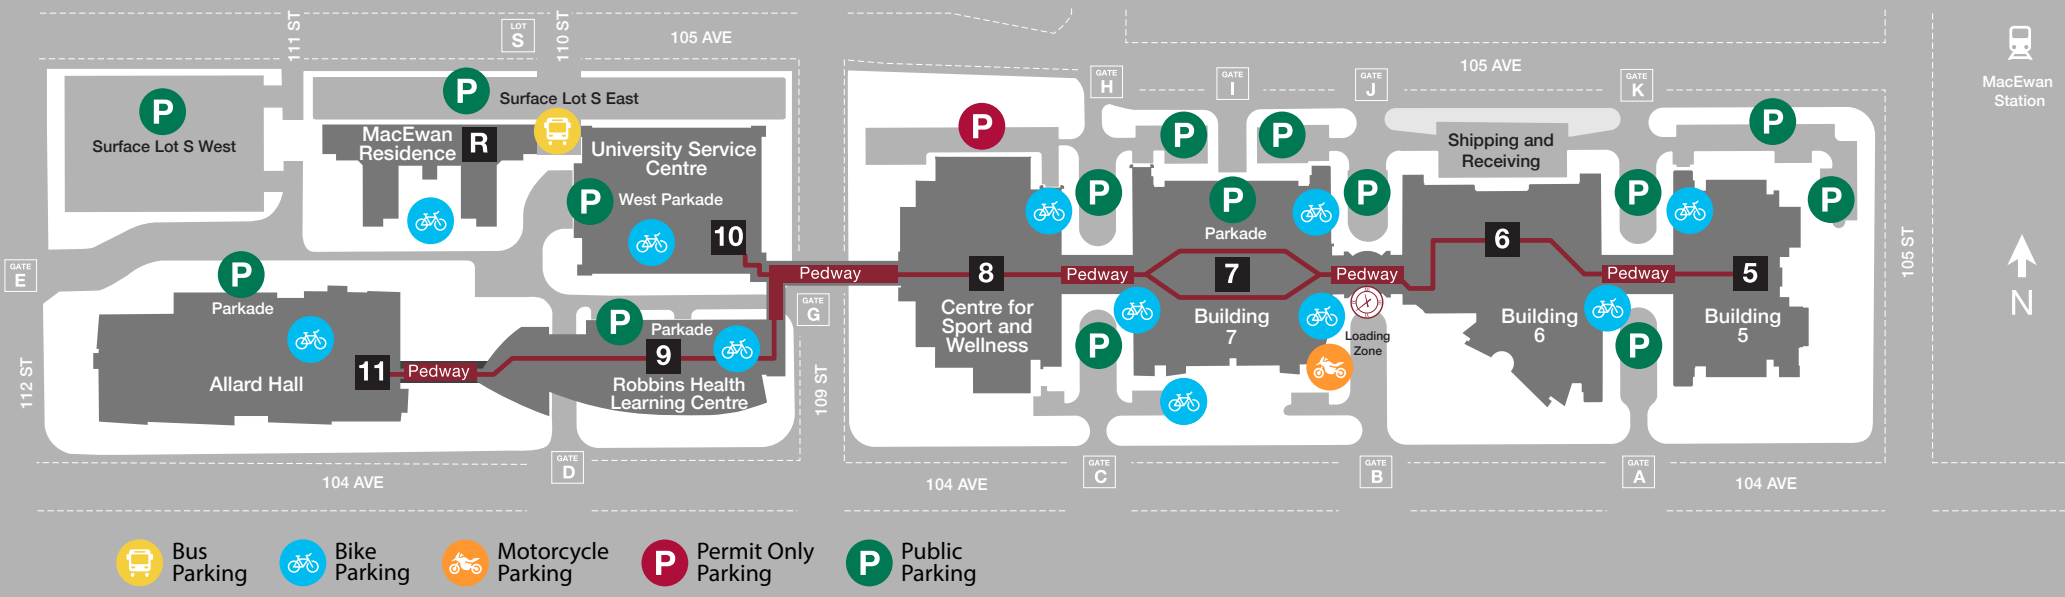 111 ST
LOT
S
110 ST
105 AVE
105 AVE
MacEwan
Station
GATE
H
GATE
I
GATE
J
GATE
K
P
Surface Lot S West
P
Surface Lot S East
MacEwan
Residence
R
University Service
Centre
P
West Parkade
10
P
P
P
Shipping and
Receiving
P
P
P
P
Parkade
P
P
P
GATE
E
P
Parkade
Pedway
8
Centre for
Sport and
Wellness
Pedway
7
Building
7
Pedway
6
Building
6
Pedway
5
Building
5
105 ST
N
GATE
G
P
Parkade
9
Robbins Health
Learning Centre
11
Pedway
Allard Hall
112 ST
109 ST
P
Loading
Zone
P
GATE
D
GATE
C
GATE
B
GATE
A
104 AVE
104 AVE
104 AVE
Bus
Parking
Bike
Parking
Motorcycle
Parking
P
Permit Only
Parking
P
Public
Parking